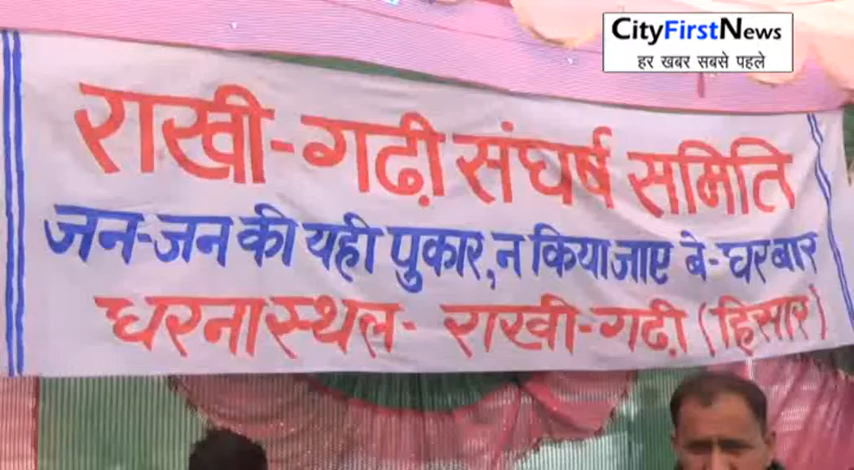 CityFirstNews
हर खबर सबसे पहले
राखी-गढ़ी संघर्ष समिति
जन-जन की यही पुकार, न किया जाए बे-घरबार
धरनास्थल- राखी-गढ़ी (हिसार)